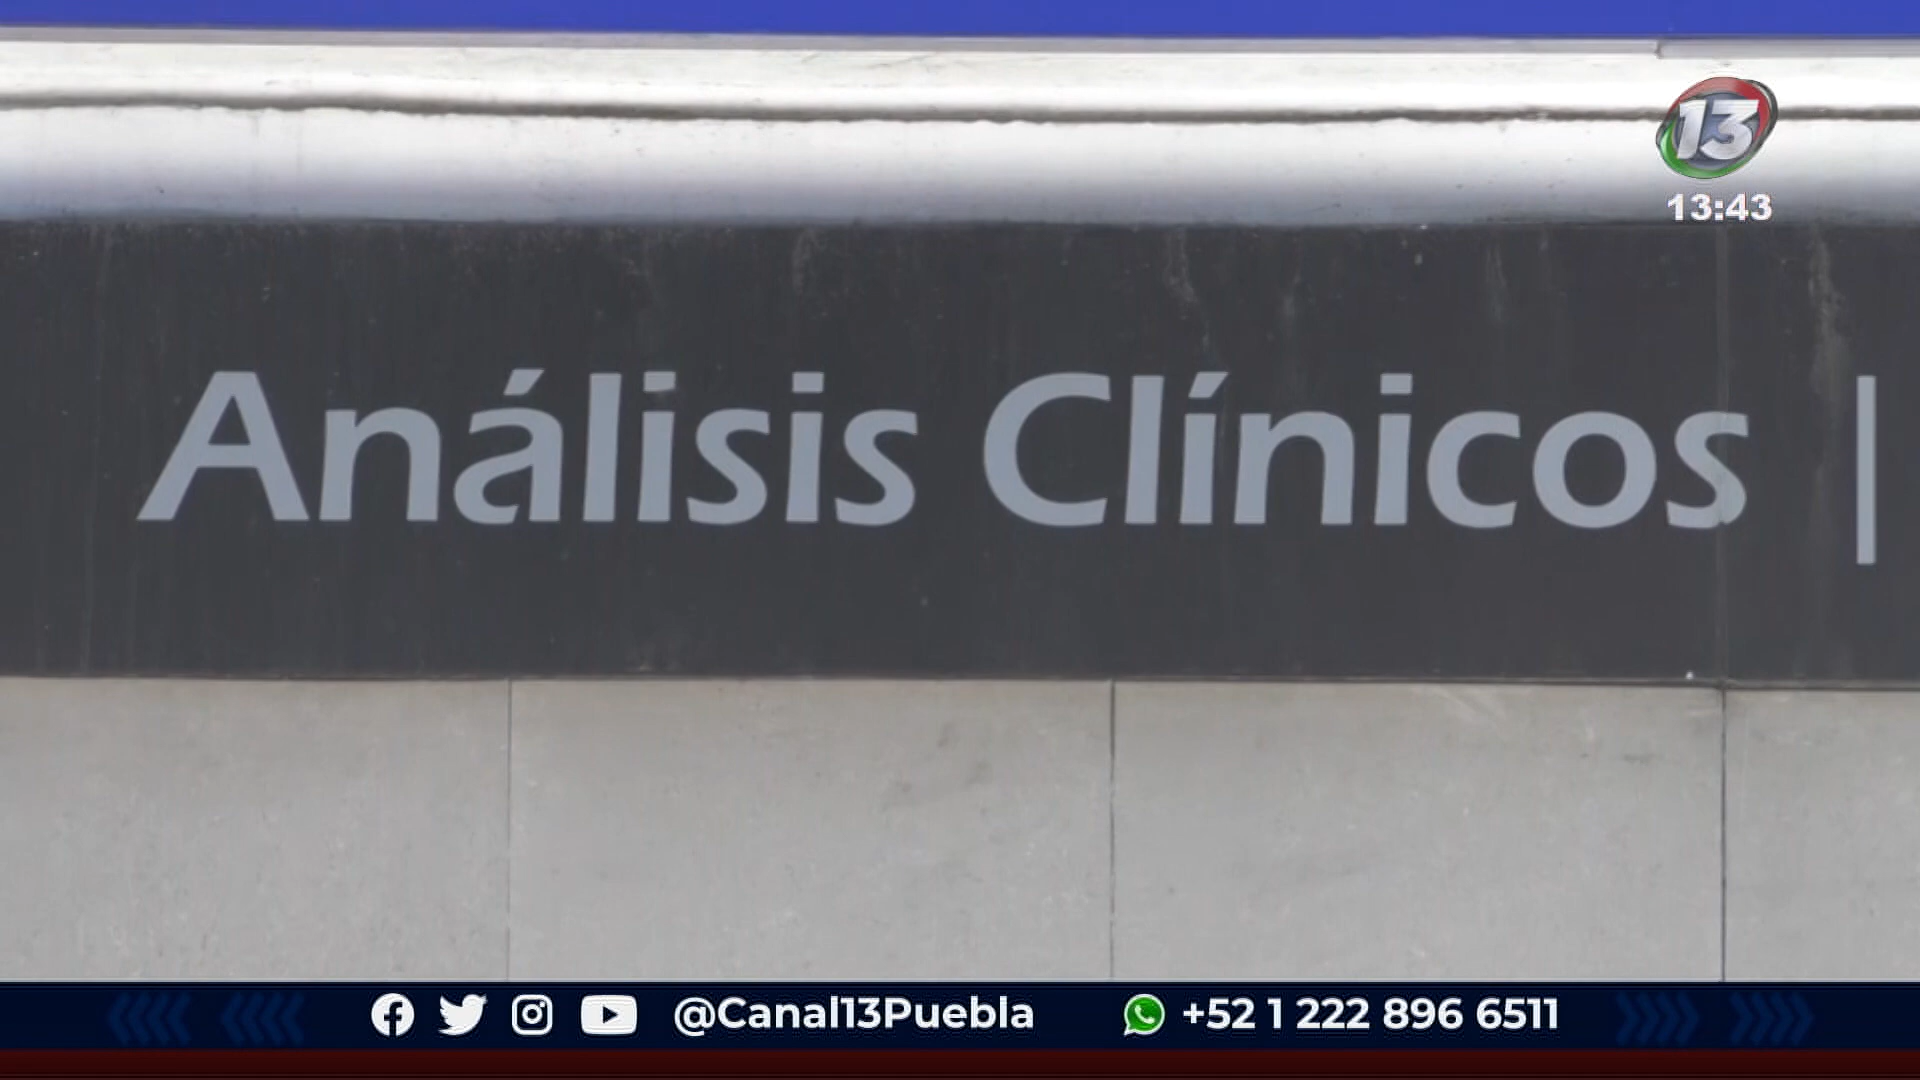 13
13:43
Análisis Clínicos |
@Canal13Puebla +52 1 222 896 6511